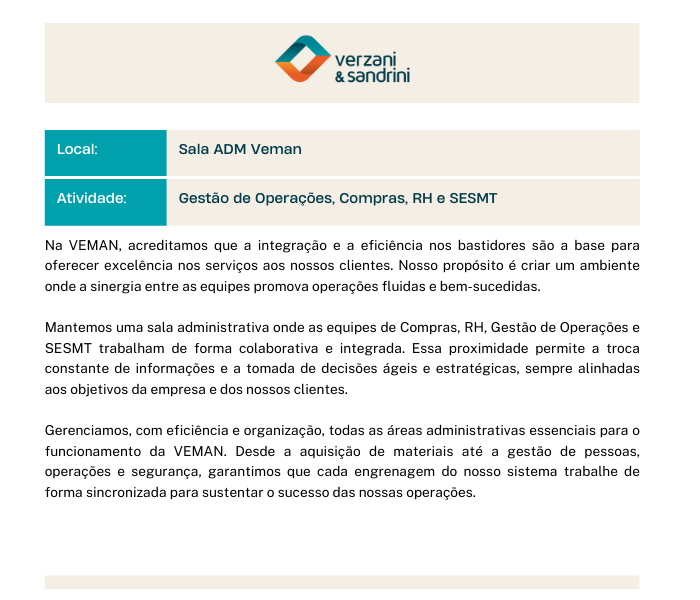 verzani
& sandrini
Local: Sala ADM Veman
Atividade: Gestão de Operações, Compras, RH e SESMT
Na VEMAN, acreditamos que a integração e a eficiência nos bastidores são a base para
oferecer excelência nos serviços aos nossos clientes. Nosso propósito é criar um ambiente
onde a sinergia entre as equipes promova operações fluidas e bem-sucedidas.
Mantemos uma sala administrativa onde as equipes de Compras, RH, Gestão de Operações e
SESMT trabalham de forma colaborativa e integrada. Essa proximidade permite a troca
constante de informações e a tomada de decisões ágeis e estratégicas, sempre alinhadas
aos objetivos da empresa e dos nossos clientes.
Gerenciamos, com eficiência e organização, todas as áreas administrativas essenciais para o
funcionamento da VEMAN. Desde a aquisição de materiais até a gestão de pessoas,
operações e segurança, garantimos que cada engrenagem do nosso sistema trabalhe de
forma sincronizada para sustentar o sucesso das nossas operações.